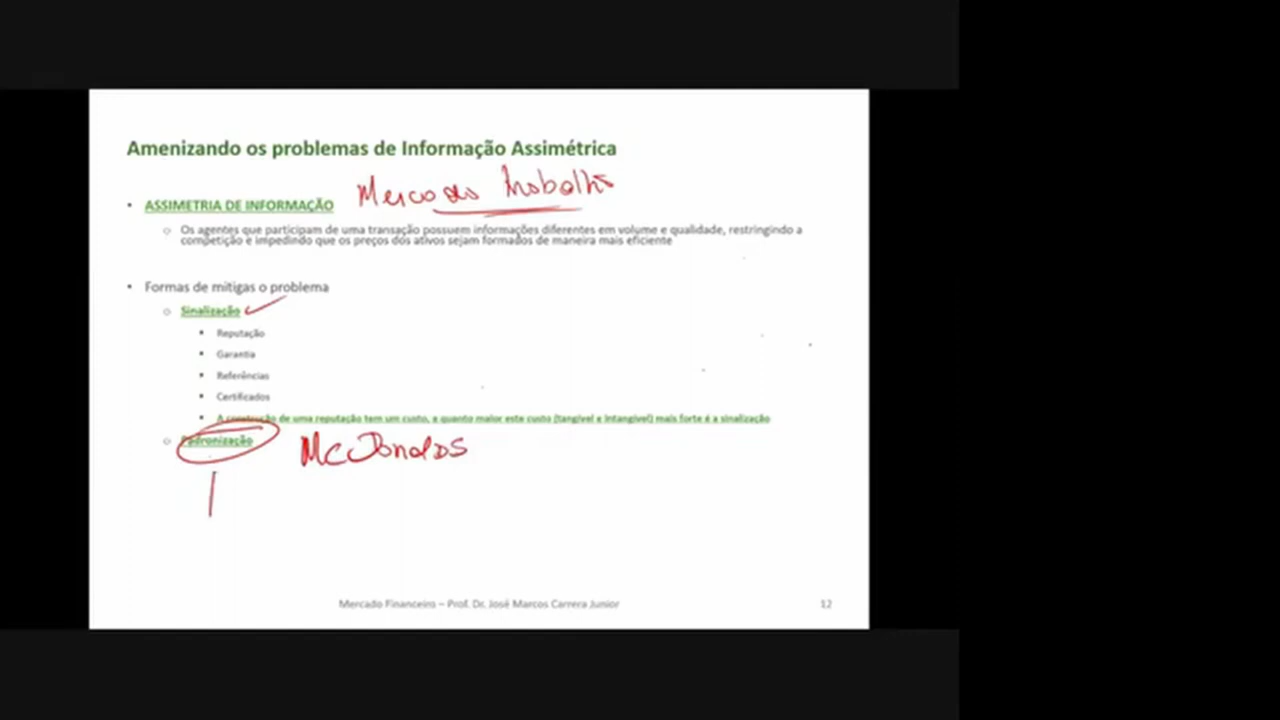 Amenizando os problemas de Informação Assimétrica
Mercado Trabalho
• ASSIMETRIA DE INFORMAÇÃO
o Os agentes que participam de uma transação possuem informações diferentes em volume e qualidade, restringindo a
competição e impedindo que os preços dos ativos sejam formados de maneira mais eficiente
• Formas de mitigas o problema
o Sinalização
▪ Reputação
▪ Garantia
▪ Referências
▪ Certificados
▪ A construção de uma reputação tem um custo, e quanto maior este custo (tangível e intangível) mais forte é a sinalização
o Padronização
McDonalds
Mercado Financeiro – Prof. Dr. José Marcos Carrera Junior
12